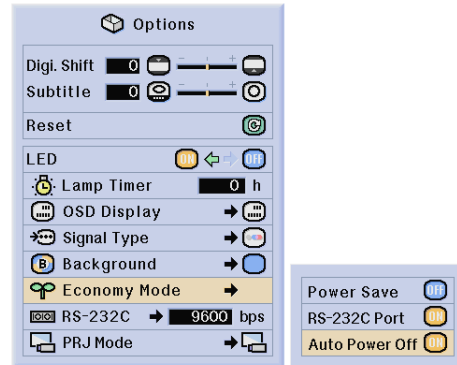 Options
Digi. Shift 0 - +
Subtitle 0 - +
Reset
LED ON OFF
Lamp Timer 0 h
OSD Display
Signal Type
B Background
Economy Mode
RS-232C 9600 bps
PRJ Mode
Power Save OFF
RS-232C Port ON
Auto Power Off ON